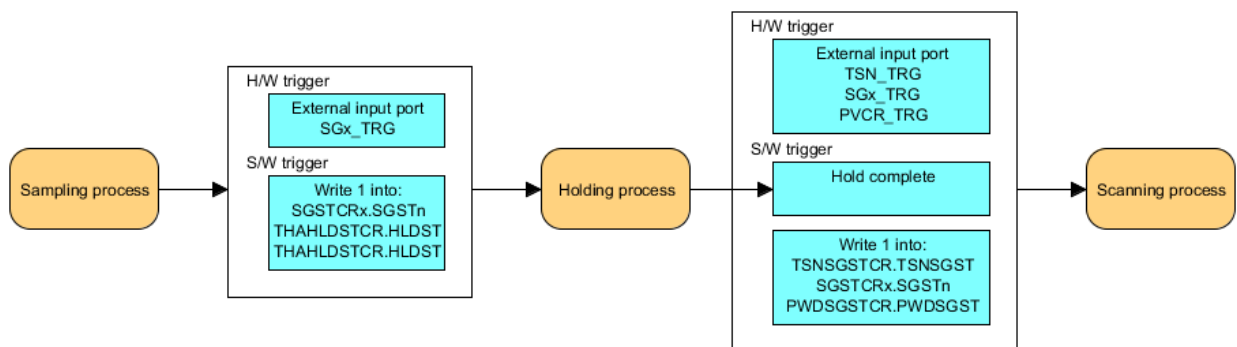 Sampling process
H/W trigger
External input port
SGx_TRG
S/W trigger
Write 1 into:
SGSTCRx.SGSTn
THAHLDSTCR.HLDST
THAHLDSTCR.HLDST
Holding process
H/W trigger
External input port
TSN_TRG
SGx_TRG
PVCR_TRG
S/W trigger
Hold complete
Write 1 into:
TSNSGSTCR.TSNSGST
SGSTCRx.SGSTn
PWDSGSTCR.PWDSGST
Scanning process